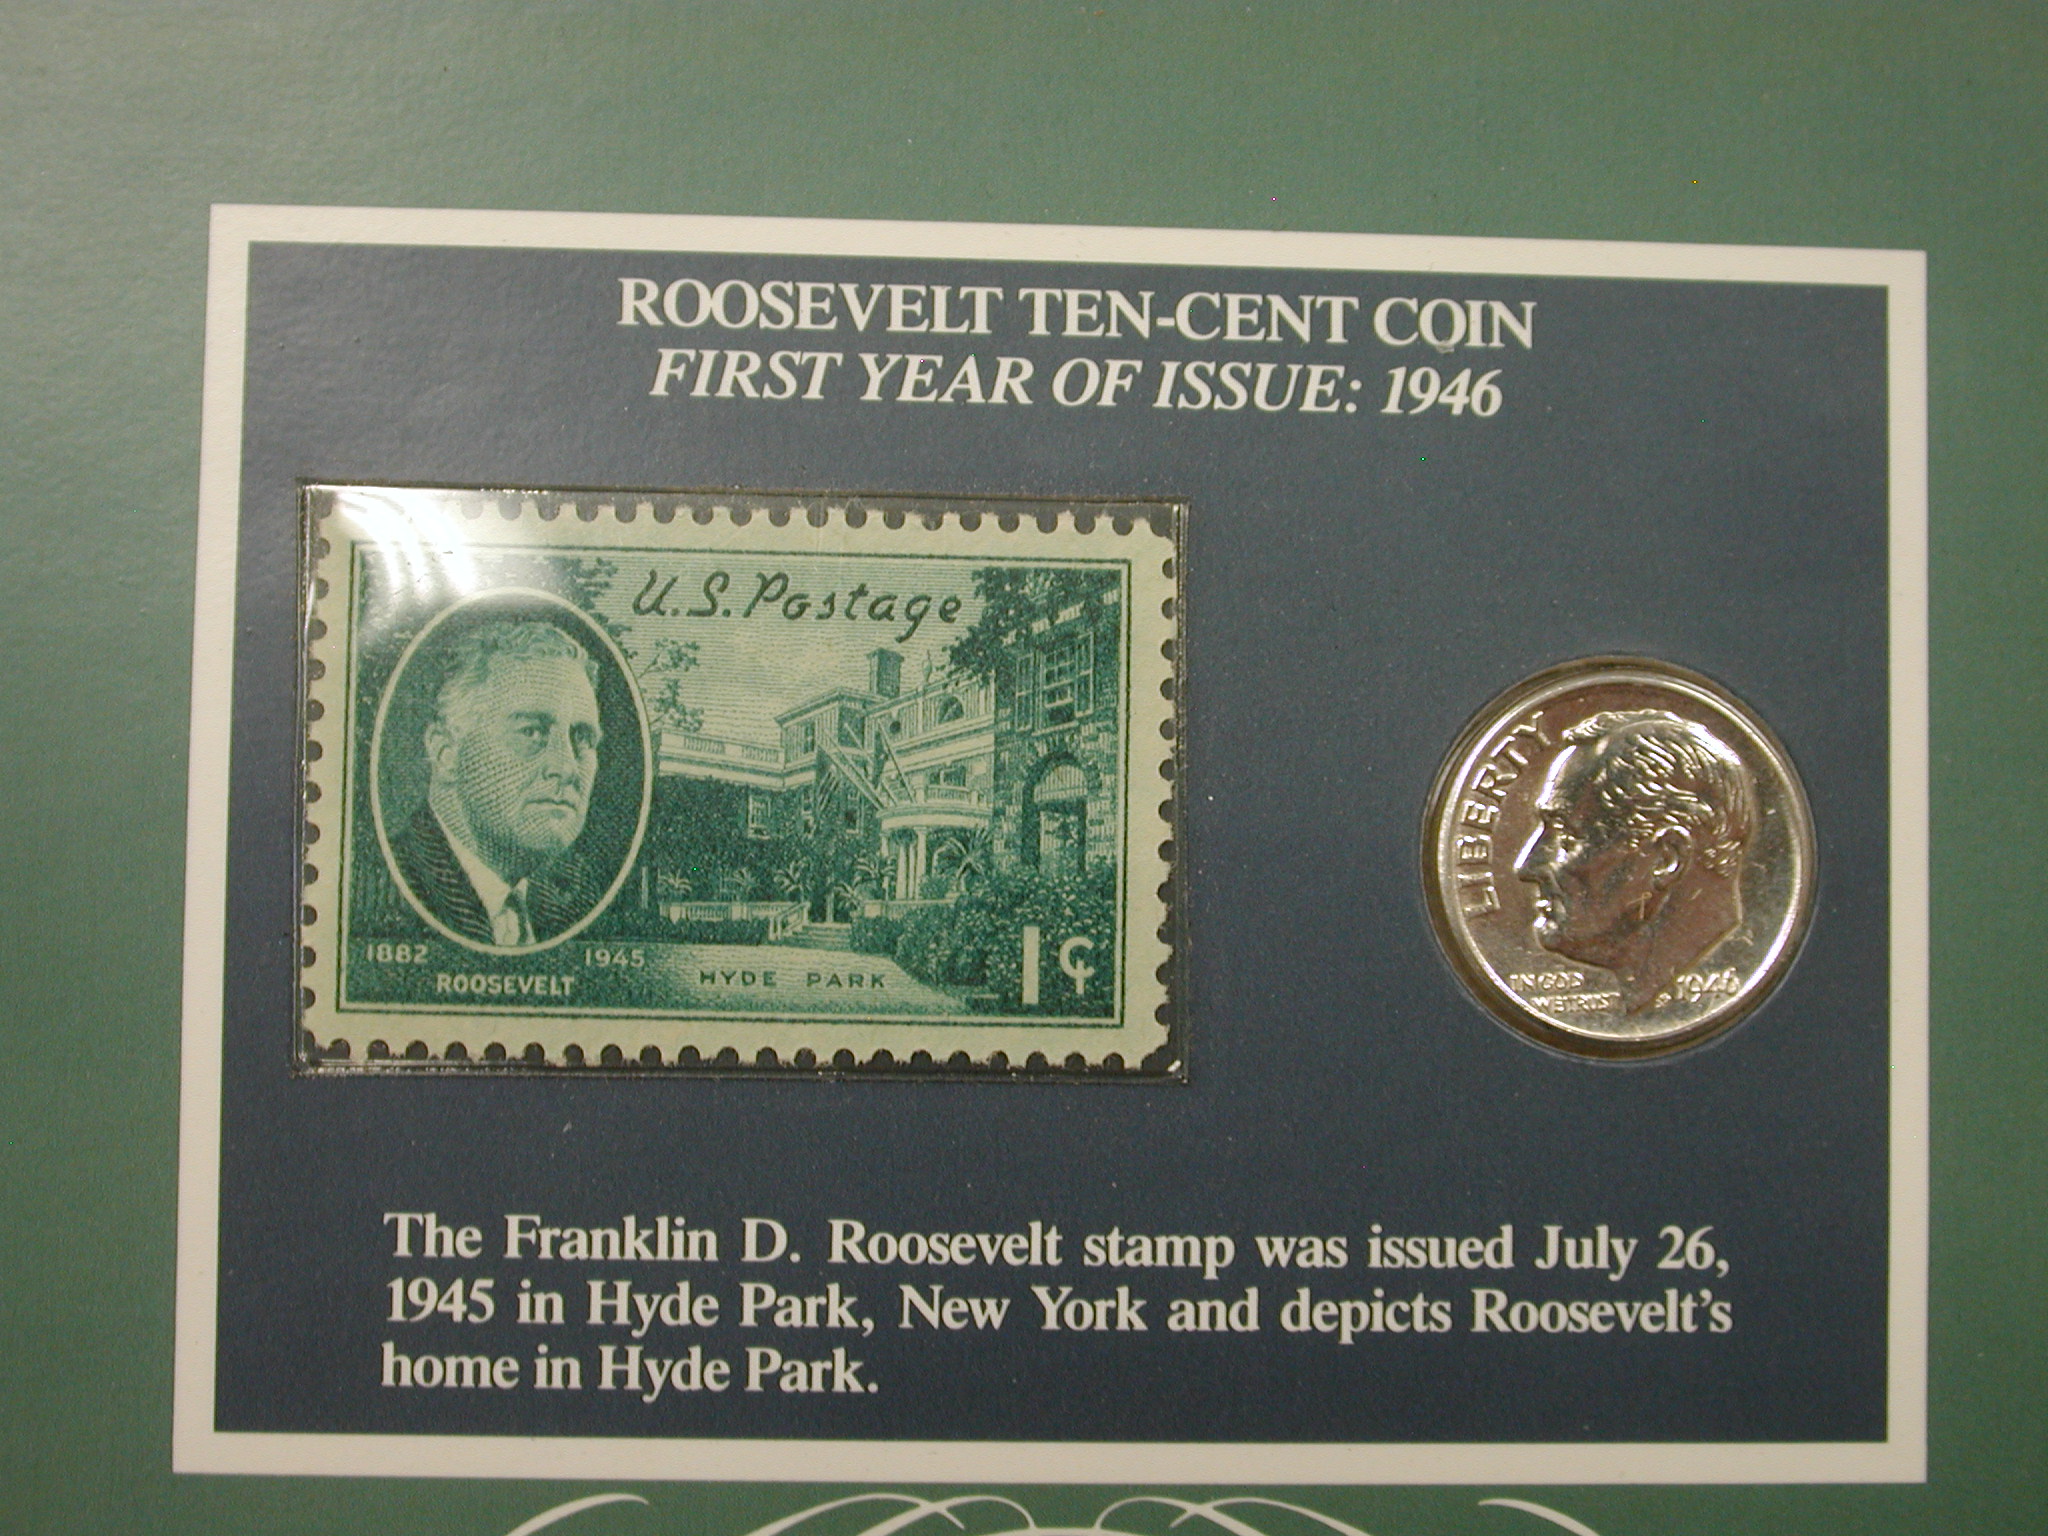 ROOSEVELT TEN-CENT COIN
FIRST YEAR OF ISSUE: 1946
U.S. Postage
1882
1945
ROOSEVELT
HYDE PARK
1¢
LIBERTY
IN GOD
WE TRUST
1946
The Franklin D. Roosevelt stamp was issued July 26,
1945 in Hyde Park, New York and depicts Roosevelt's
home in Hyde Park.